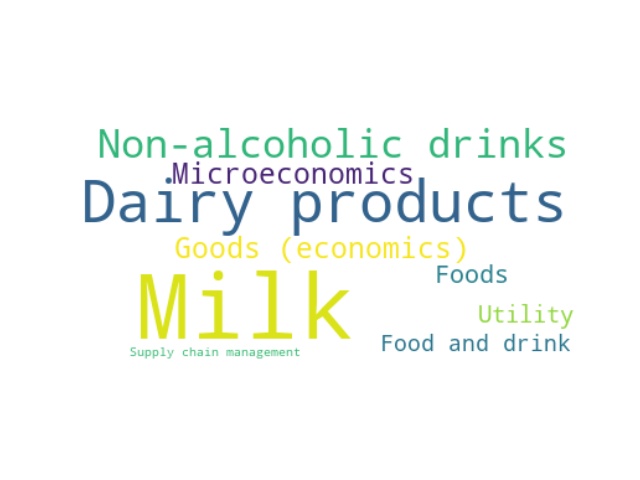 Non-alcoholic drinks
Microeconomics
Dairy products
Goods (economics)
Foods
Milk
Utility
Food and drink
Supply chain management